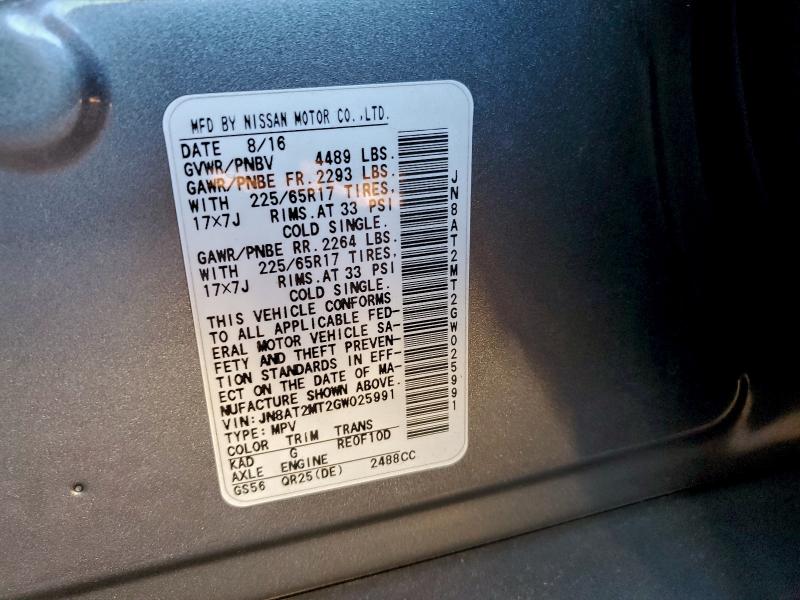 MFD BY NISSAN MOTOR CO.,LTD.
DATE 8/16
GVWR/PNBV 4489 LBS.
GAWR/PNBE FR. 2293 LBS.
WITH 225/65R17 TIRES,
17×7J RIMS.AT 33 PSI
COLD SINGLE.
GAWR/PNBE RR. 2264 LBS.
WITH 225/65R17 TIRES,
17×7J RIMS.AT 33 PSI
COLD SINGLE.
THIS VEHICLE CONFORMS
TO ALL APPLICABLE FED-
ERAL MOTOR VEHICLE SA-
FETY AND THEFT PREVEN-
TION STANDARDS IN EFF-
ECT ON THE DATE OF MA-
NUFACTURE SHOWN ABOVE.
VIN:JN8AT2MT2GW025991
TYPE:MPV
COLOR TRIM TRANS
KAD G REOF10D
AXLE ENGINE
GS56 QR25(DE) 2488CC
JN8AT2MT2GW025991